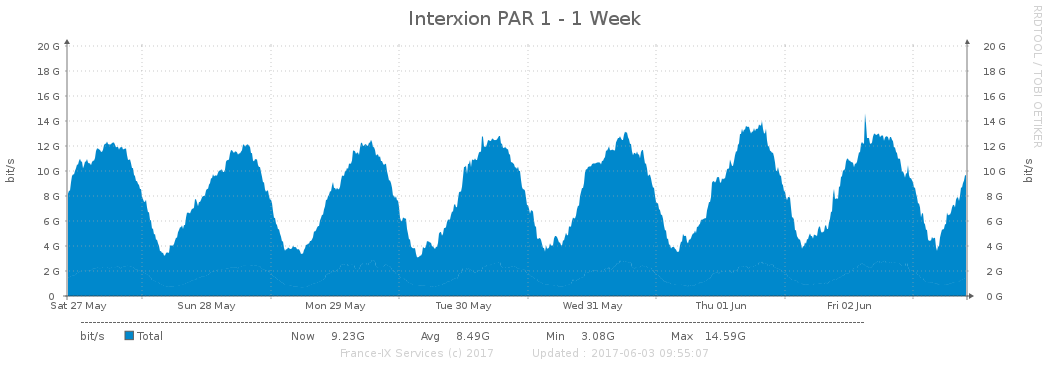 Interxion PAR 1 - 1 Week
RRDTOOL / TOBI OETIKER
20 G 20 G
18 G 18 G
16 G 16 G
14 G 14 G
12 G 12 G
10 G 10 G
8 G 8 G
6 G 6 G
4 G 4 G
2 G 2 G
0 0 G
bit/s
bit/s
Sat 27 May Sun 28 May Mon 29 May Tue 30 May Wed 31 May Thu 01 Jun Fri 02 Jun
bit/s Total Now 9.23G Avg 8.49G Min 3.08G Max 14.59G
France-IX Services (c) 2017 Updated : 2017-06-03 09:55:07